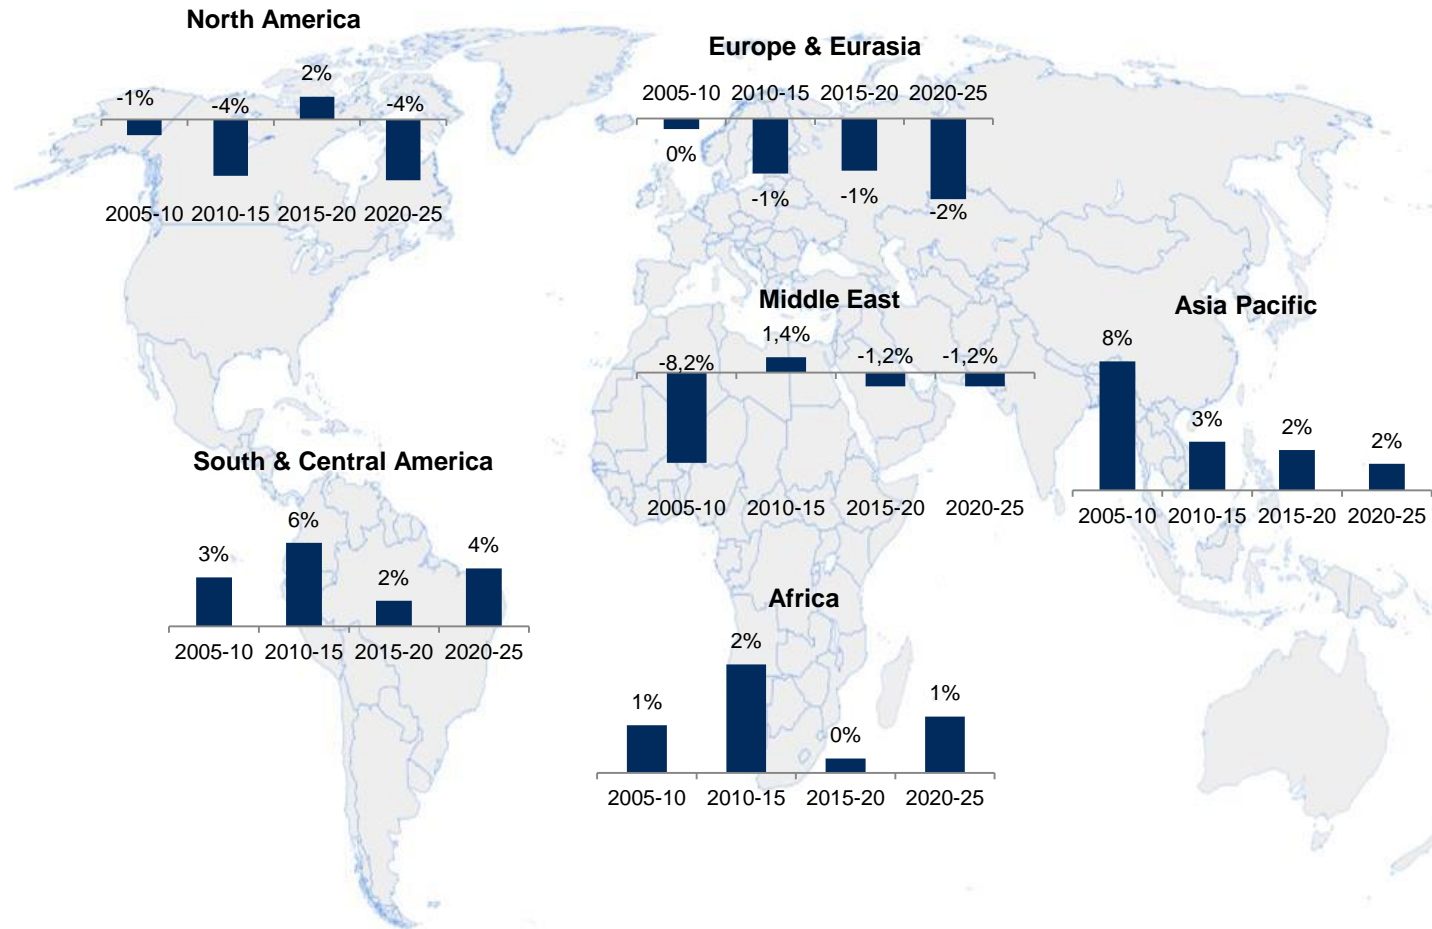 North America
-1% -4% 2% -4%
2005-10 2010-15 2015-20 2020-25
Europe & Eurasia
2005-10 2010-15 2015-20 2020-25
0% -1% -1% -2%
Middle East
-8,2% 1,4% -1,2% -1,2%
2005-10 2010-15 2015-20 2020-25
Asia Pacific
8% 3% 2% 2%
2005-10 2010-15 2015-20 2020-25
South & Central America
3% 6% 2% 4%
2005-10 2010-15 2015-20 2020-25
Africa
1% 2% 0% 1%
2005-10 2010-15 2015-20 2020-25